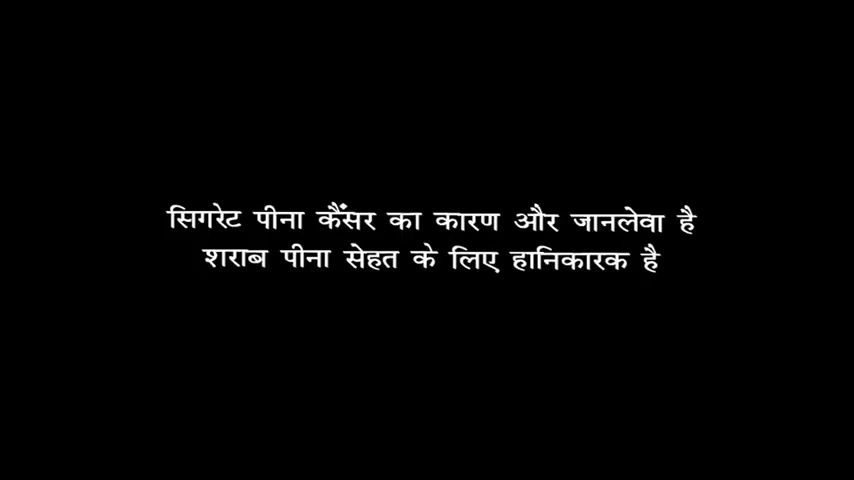 सिगरेट पीना कैंसर का कारण और जानलेवा है
शराब पीना सेहत के लिए हानिकारक है